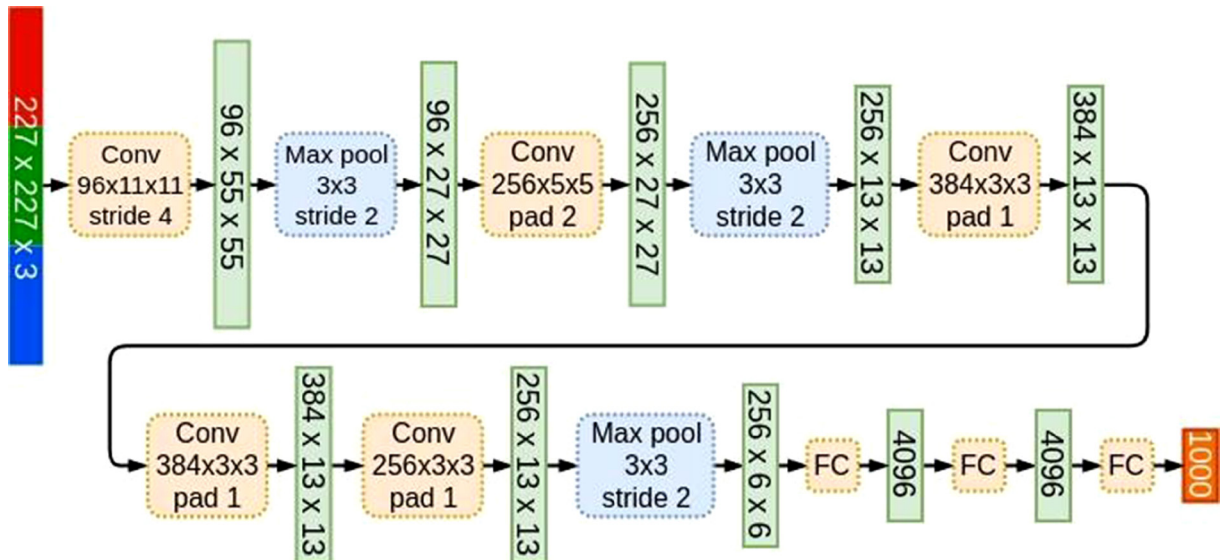 227 x 227 x 3
Conv
96x11x11
stride 4
96 x 55 x 55
Max pool
3x3
stride 2
96 x 27 x 27
Conv
256x5x5
pad 2
256 x 27 x 27
Max pool
3x3
stride 2
256 x 13 x 13
Conv
384x3x3
pad 1
384 x 13 x 13
Conv
384x3x3
pad 1
384 x 13 x 13
Conv
256x3x3
pad 1
256 x 13 x 13
Max pool
3x3
stride 2
256 x 6 x 6
FC
4096
FC
4096
FC
1000